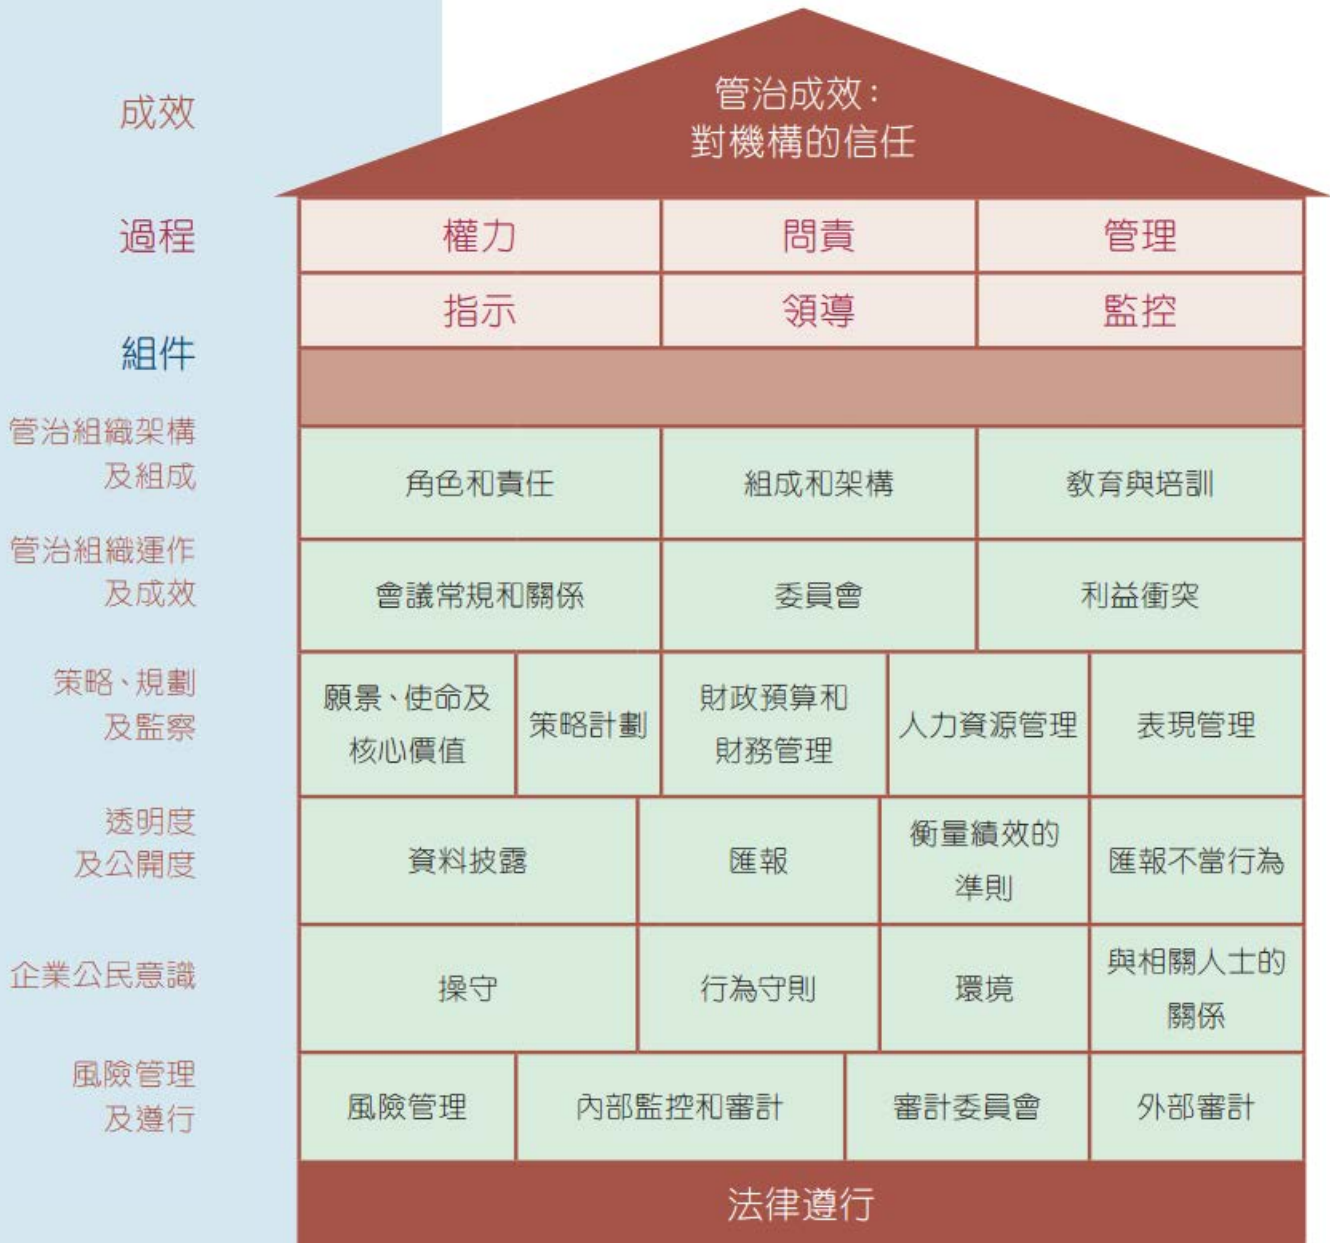 成效
管治成效：
對機構的信任
過程
權力
問責
管理
指示
領導
監控
組件
管治組織架構
及組成
角色和責任
組成和架構
教育與培訓
管治組織運作
及成效
會議常規和關係
委員會
利益衝突
策略、規劃
及監察
願景、使命及
核心價值
策略計劃
財政預算和
財務管理
人力資源管理
表現管理
透明度
及公開度
資料披露
匯報
衡量績效的
準則
匯報不當行為
企業公民意識
操守
行為守則
環境
與相關人士的
關係
風險管理
及遵行
風險管理
內部監控和審計
審計委員會
外部審計
法律遵行